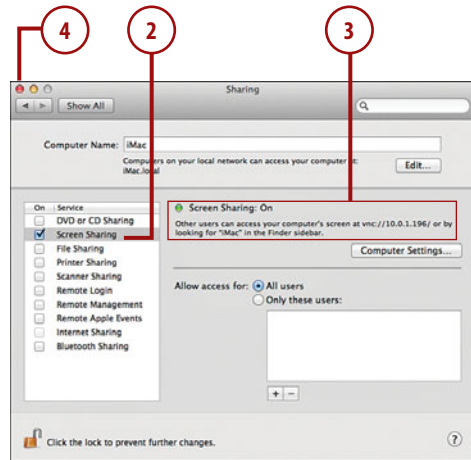 4
2
3
Sharing
Show All
Computer Name: iMac
Computers on your local network can access your computer at:
iMac.local
Edit...
On Service
DVD or CD Sharing
Screen Sharing
File Sharing
Printer Sharing
Scanner Sharing
Remote Login
Remote Management
Remote Apple Events
Internet Sharing
Bluetooth Sharing
Screen Sharing: On
Other users can access your computer's screen at vnc://10.0.1.196/ or by
looking for "iMac" in the Finder sidebar.
Computer Settings...
Allow access for: All users
Only these users:
+ −
Click the lock to prevent further changes.
?